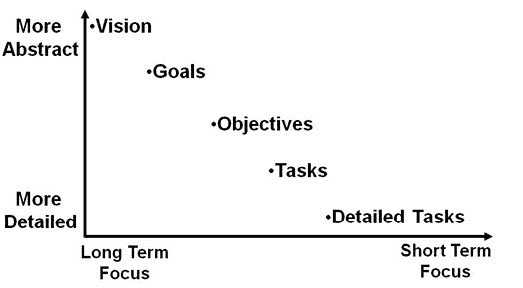 More
Abstract
•Vision
•Goals
•Objectives
•Tasks
More
Detailed
•Detailed Tasks
Long Term
Focus
Short Term
Focus